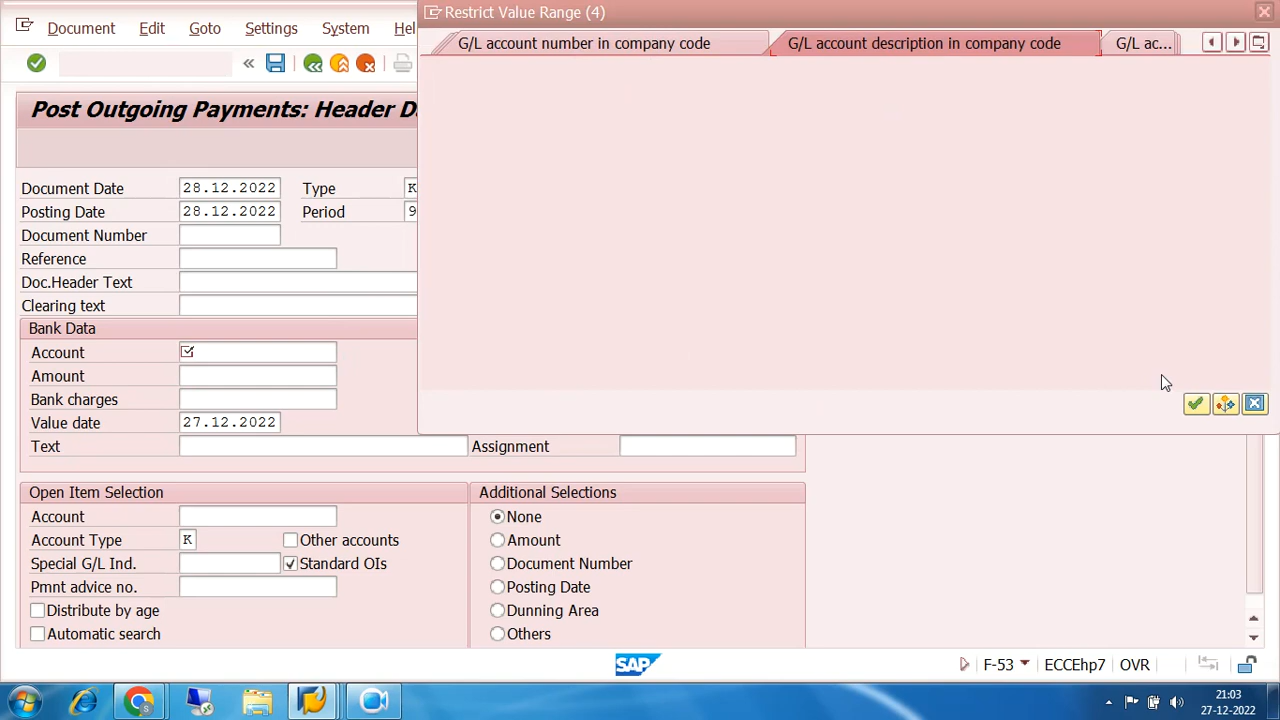 Restrict Value Range (4)
Document Edit Goto Settings System Hel
G/L account number in company code G/L account description in company code G/L ac...
Post Outgoing Payments: Header D
Document Date 28.12.2022 Type K
Posting Date 28.12.2022 Period 9
Document Number
Reference
Doc.Header Text
Clearing text
Bank Data
Account
Amount
Bank charges
Value date 27.12.2022
Text Assignment
Open Item Selection Additional Selections
Account None
Account Type K Other accounts Amount
Special G/L Ind. Standard OIs Document Number
Pmnt advice no. Posting Date
Distribute by age Dunning Area
Automatic search Others
SAP F-53 ECCEhp7 OVR
21:03
27-12-2022